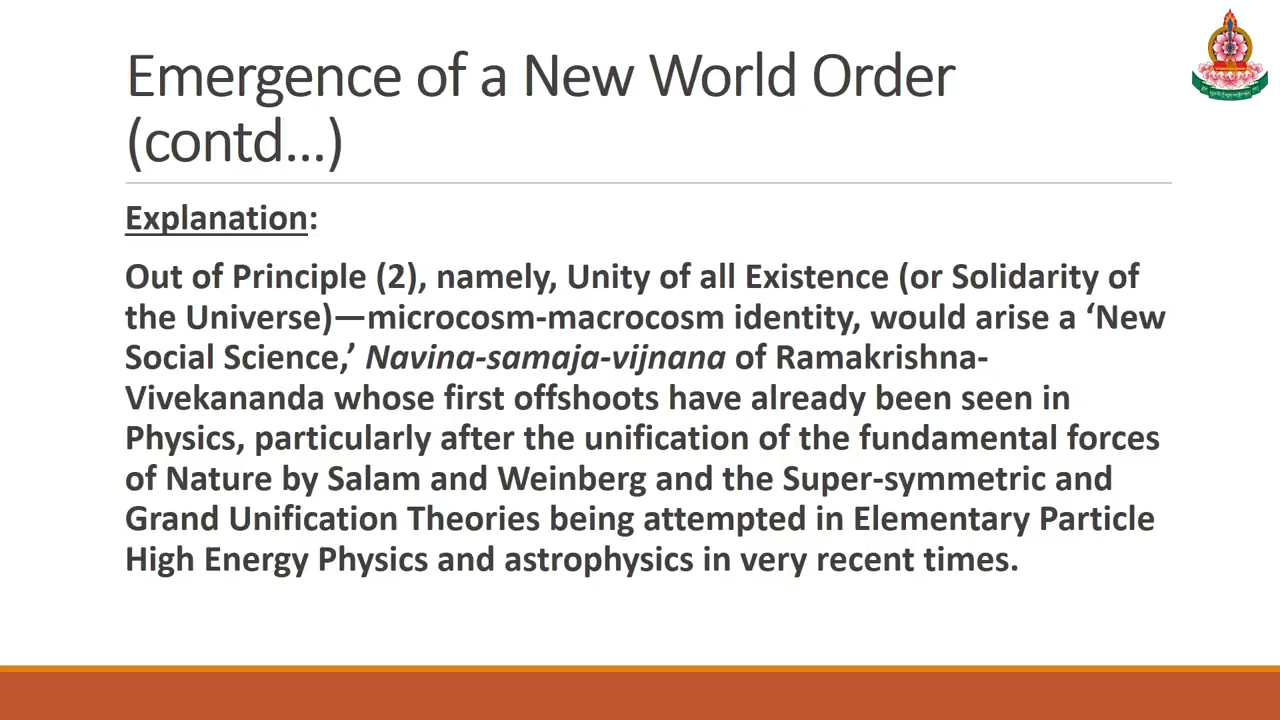 Emergence of a New World Order
(contd...)
Explanation:
Out of Principle (2), namely, Unity of all Existence (or Solidarity of
the Universe)—microcosm-macrocosm identity, would arise a ‘New
Social Science,’ Navina-samaja-vijnana of Ramakrishna-
Vivekananda whose first offshoots have already been seen in
Physics, particularly after the unification of the fundamental forces
of Nature by Salam and Weinberg and the Super-symmetric and
Grand Unification Theories being attempted in Elementary Particle
High Energy Physics and astrophysics in very recent times.